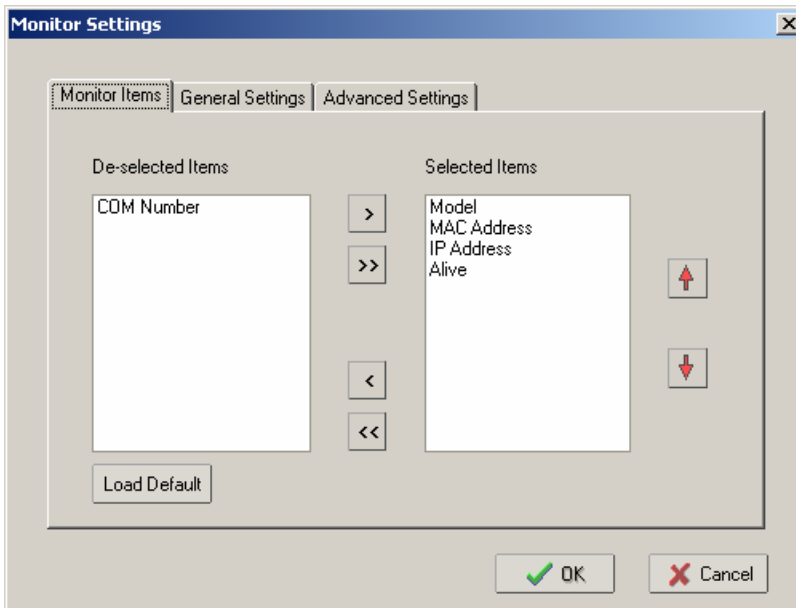 Monitor Settings
Monitor Items General Settings Advanced Settings
De-selected Items
COM Number
Load Default
>
>>
<
<<
Selected Items
Model
MAC Address
IP Address
Alive
OK Cancel